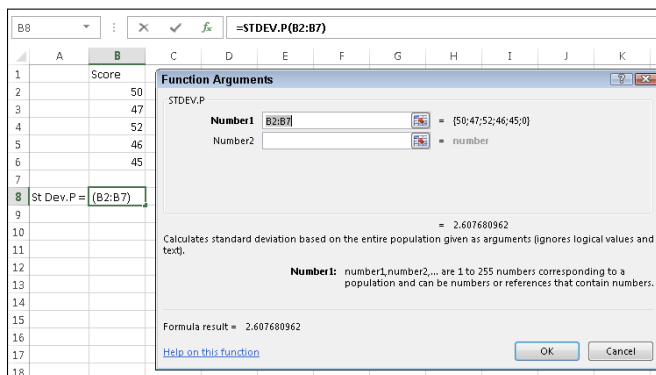 B8 =STDEV.P(B2:B7)
A B C D E F G H I J K
1 Score
2 50
3 47
4 52
5 46
6 45
7
8 St Dev.P = (B2:B7)
9
10
11
12
13
14
15
16
17
18
Function Arguments
STDEV.P
Number1 B2:B7 = {50;47;52;46;45;0}
Number2 = number
= 2.607680962
Calculates standard deviation based on the entire population given as arguments (ignores logical values and
text).
Number1: number1,number2,... are 1 to 255 numbers corresponding to a
population and can be numbers or references that contain numbers.
Formula result = 2.607680962
Help on this function OK Cancel